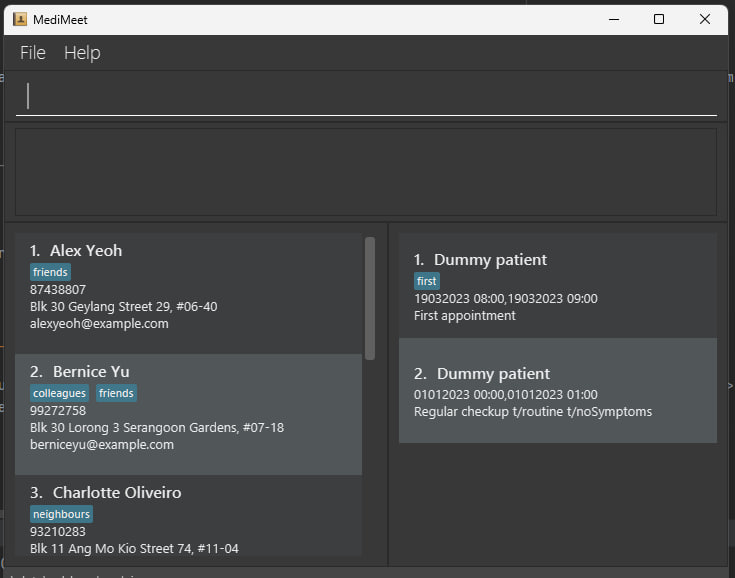 MediMeet
File Help
1. Alex Yeoh
friends
87438807
Blk 30 Geylang Street 29, #06-40
alexyeoh@example.com
2. Bernice Yu
colleagues friends
99272758
Blk 30 Lorong 3 Serangoon Gardens, #07-18
berniceyu@example.com
3. Charlotte Oliveiro
neighbours
93210283
Blk 11 Ang Mo Kio Street 74, #11-04
1. Dummy patient
first
19032023 08:00,19032023 09:00
First appointment
2. Dummy patient
01012023 00:00,01012023 01:00
Regular checkup t/routine t/noSymptoms